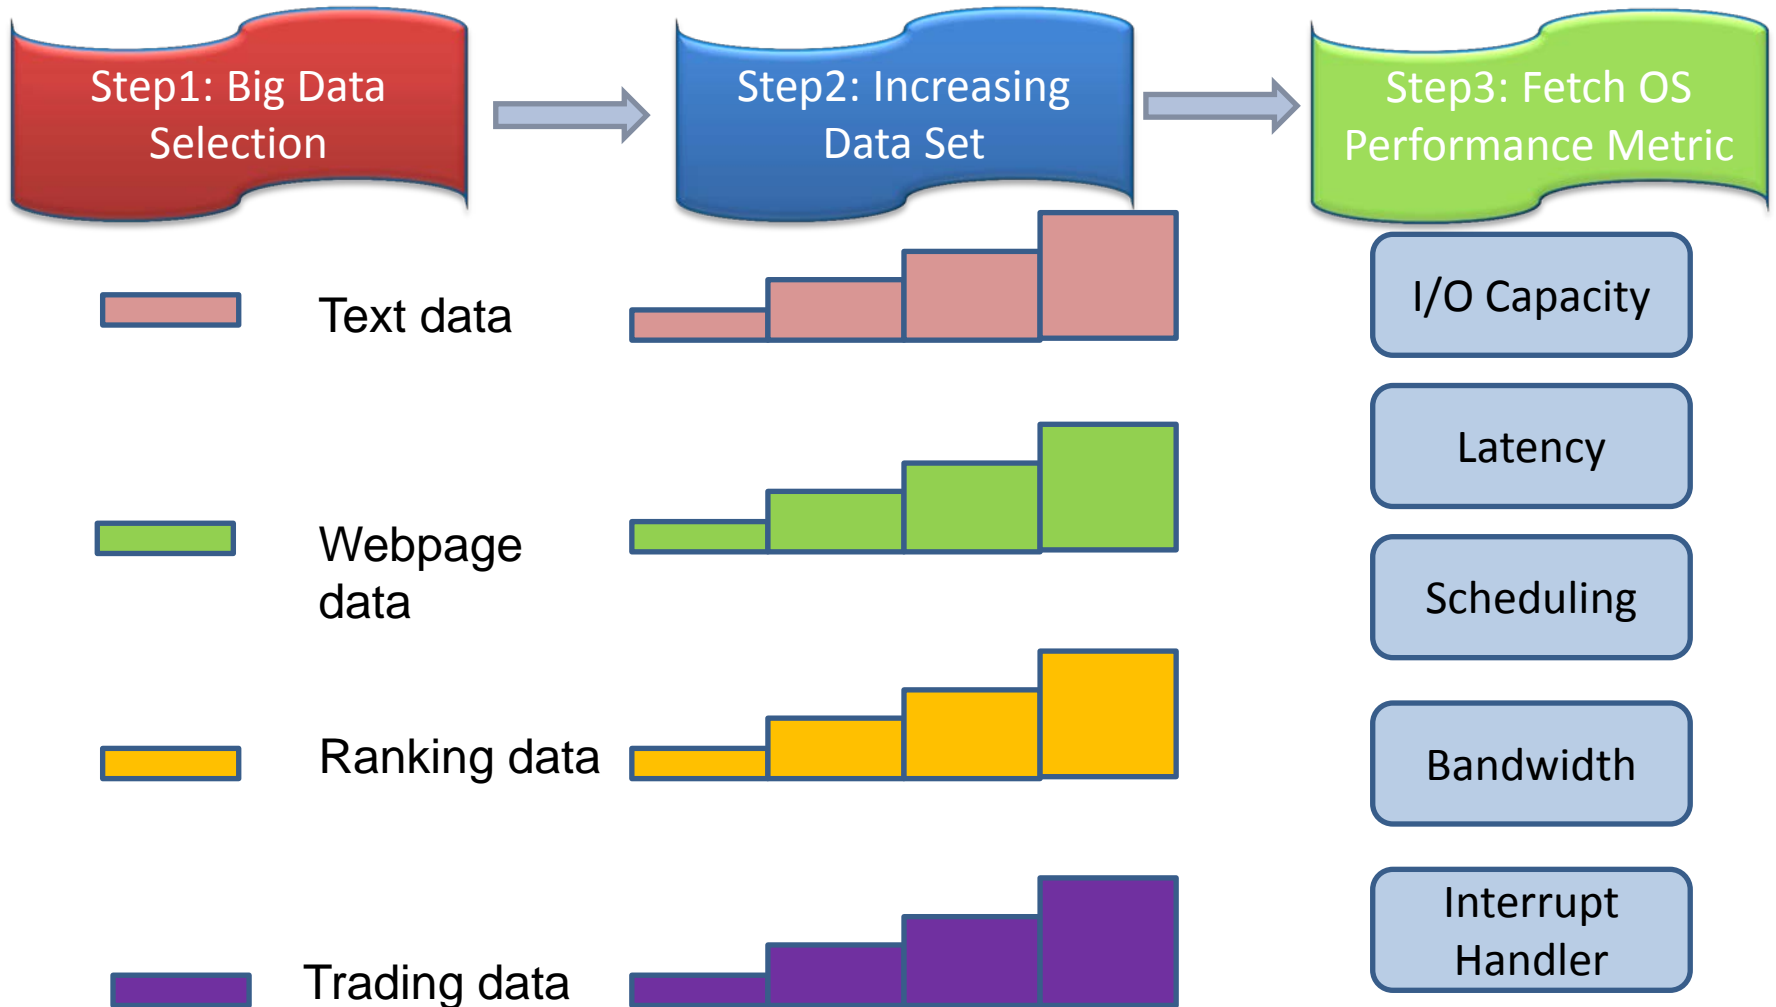 Step1: Big Data
Selection
Step2: Increasing
Data Set
Step3: Fetch OS
Performance Metric
Text data
Webpage
data
Ranking data
Trading data
I/O Capacity
Latency
Scheduling
Bandwidth
Interrupt
Handler